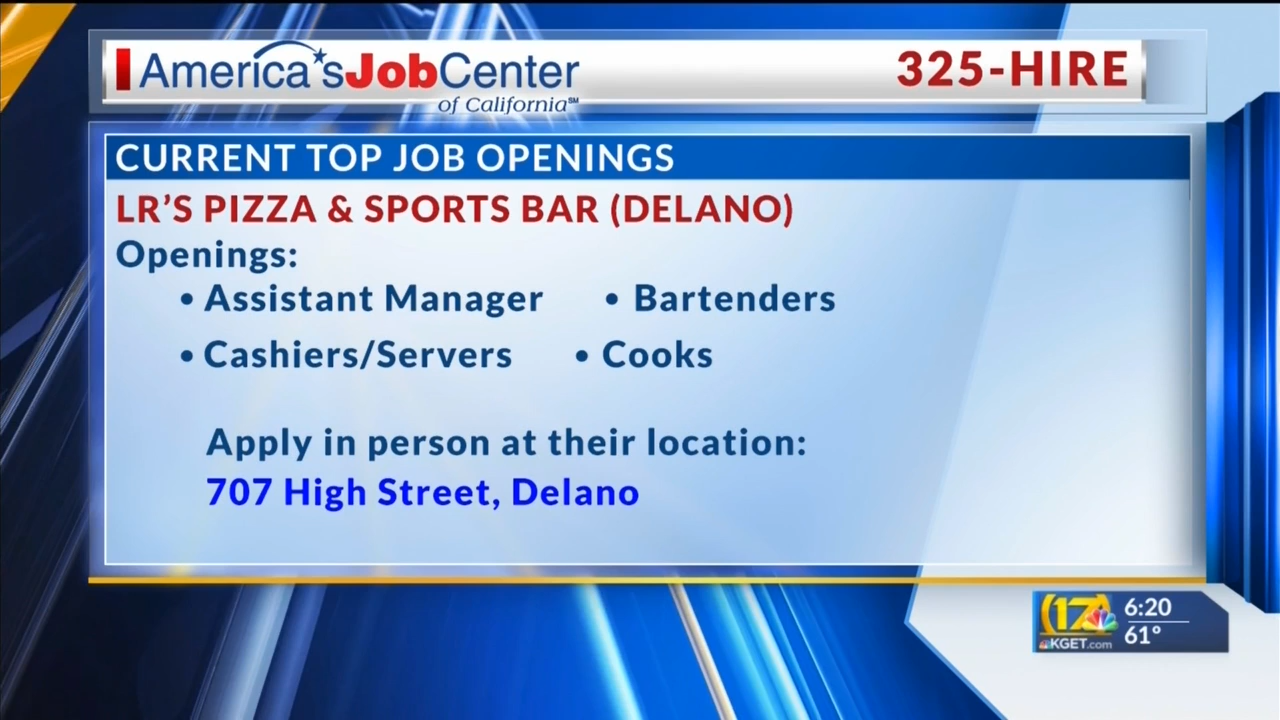 America'sJobCenter
of California℠
325-HIRE
CURRENT TOP JOB OPENINGS
LR'S PIZZA & SPORTS BAR (DELANO)
Openings:
• Assistant Manager • Bartenders
• Cashiers/Servers • Cooks
Apply in person at their location:
707 High Street, Delano
17
KGET.com
6:20
61°